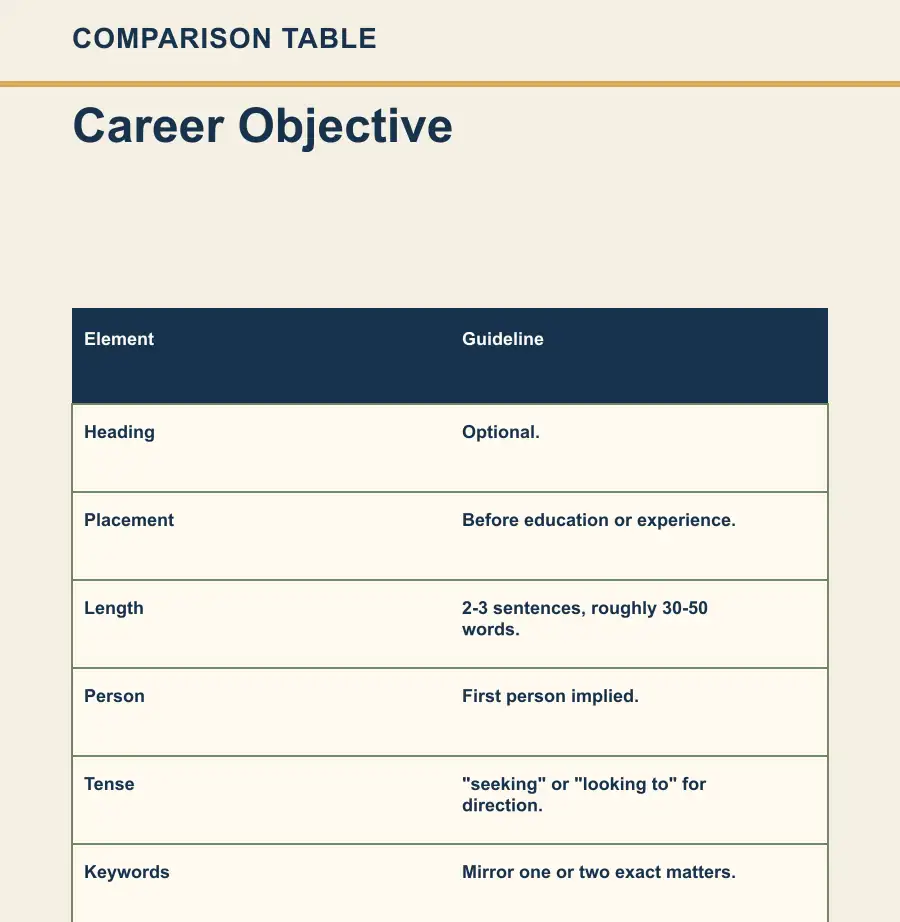 COMPARISON TABLE
Career Objective
Element
Guideline
Heading
Optional.
Placement
Before education or experience.
Length
2-3 sentences, roughly 30-50
words.
Person
First person implied.
Tense
"seeking" or "looking to" for
direction.
Keywords
Mirror one or two exact matters.